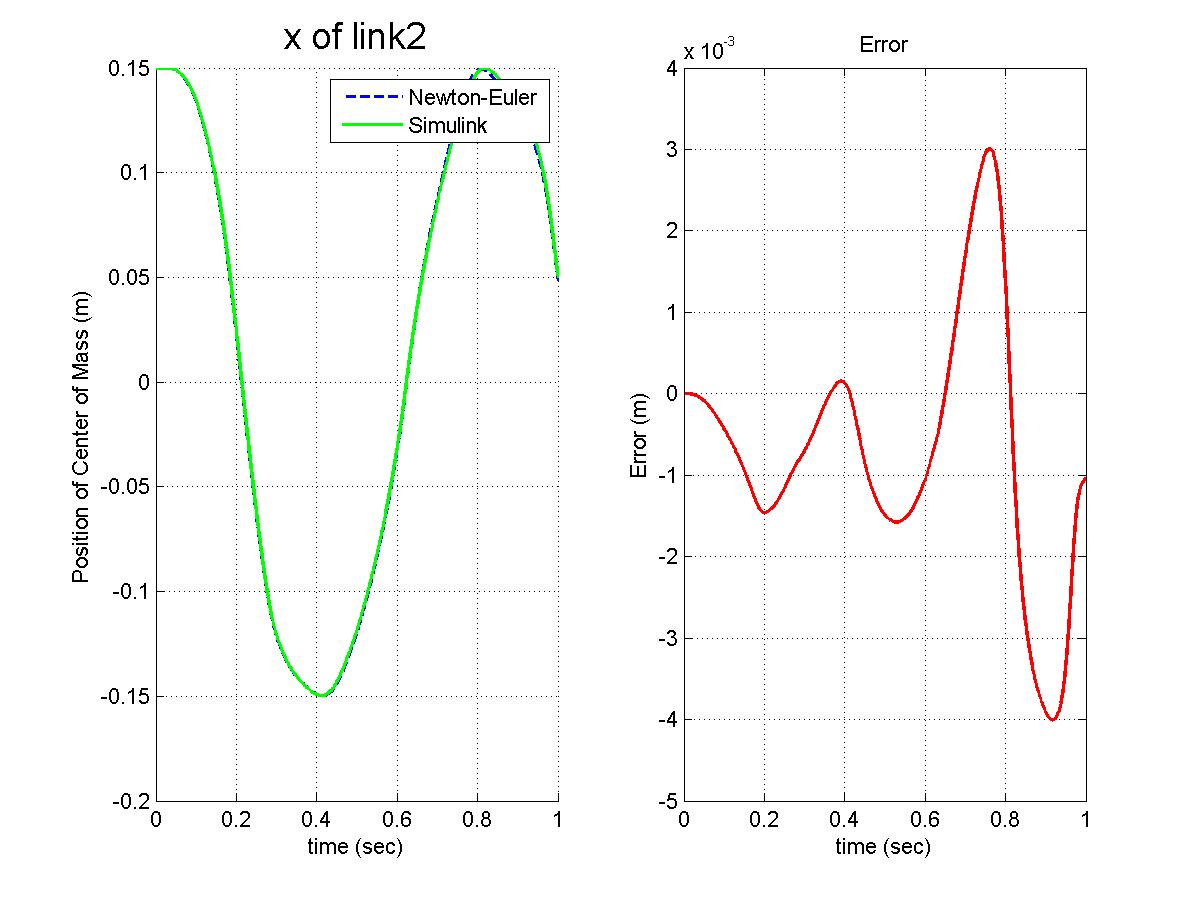 x of link2
0.15
0.1
0.05
0
-0.05
-0.1
-0.15
-0.2
Position of Center of Mass (m)
Newton-Euler
Simulink
0 0.2 0.4 0.6 0.8 1
time (sec)
Error
x 10-3
4
3
2
1
0
-1
-2
-3
-4
-5
Error (m)
0 0.2 0.4 0.6 0.8 1
time (sec)